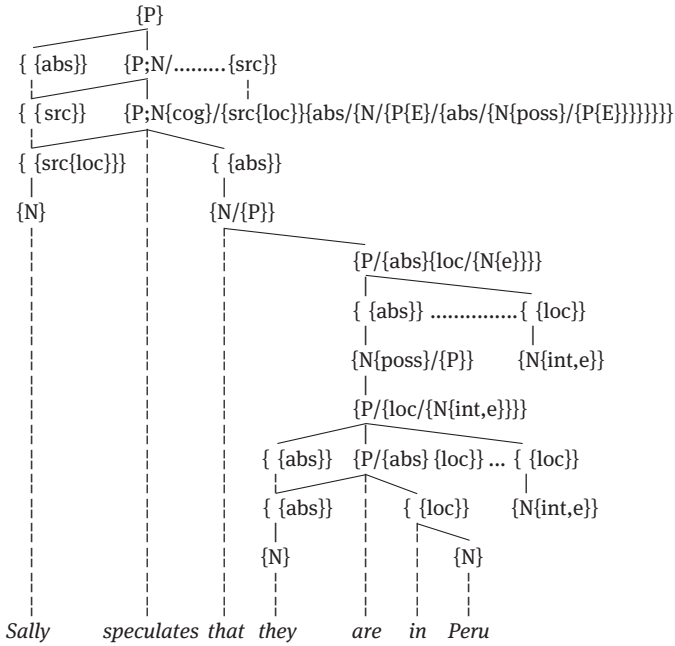 {P}
{ {abs}} {P;N/.........{src}}
{ {src}} {P;N{cog}/{src{loc}}{abs/{N/{P{E}/{abs/{N{poss}/{P{E}}}}}}}}
{ {src{loc}}} { {abs}}
{N} {N/{P}}
{P/{abs}{loc/{N{e}}}}
{ {abs}} ...............{ {loc}}
{N{poss}/{P}} {N{int,e}}
{P/{loc/{N{int,e}}}}
{ {abs}} {P/{abs} {loc}} ... { {loc}}
{ {abs}} { {loc}} {N{int,e}}
{N} {N}
Sally speculates that they are in Peru